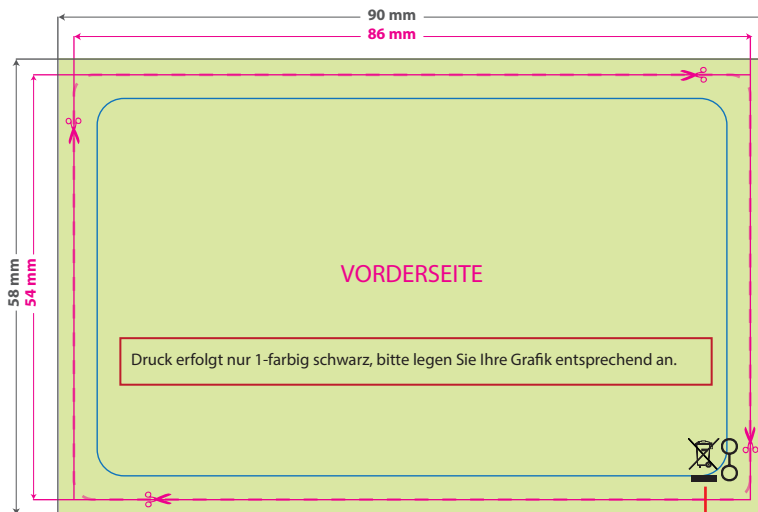 90 mm
86 mm
58 mm
54 mm
VORDERSEITE
Druck erfolgt nur 1-farbig schwarz, bitte legen Sie Ihre Grafik entsprechend an.